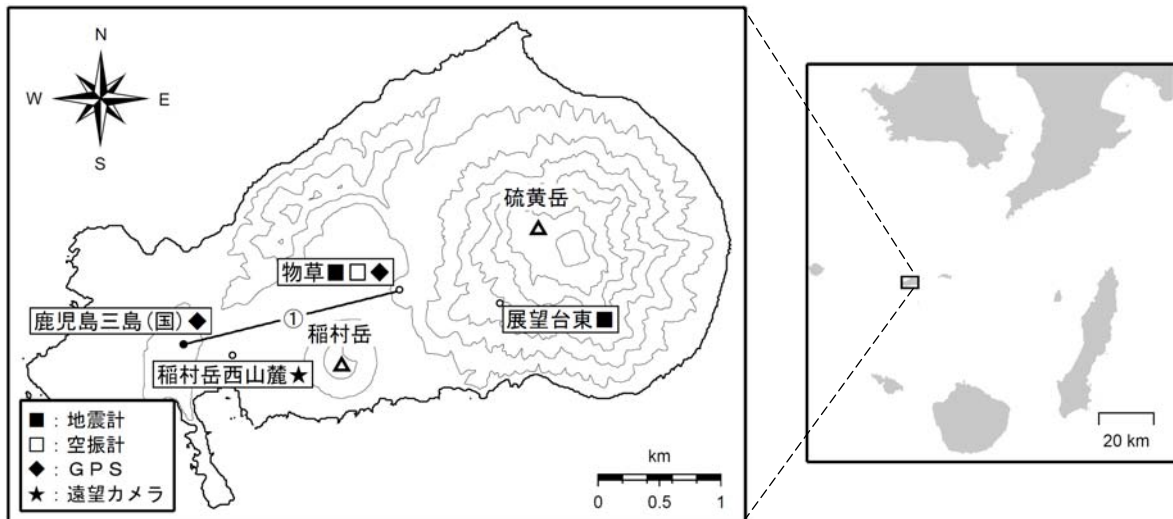 N
W
E
S
硫黄岳
物草■□◆
鹿児島三島(国)◆
①
展望台東■
稲村岳
稲村岳西山麓★
■：地震計
□：空振計
◆：ＧＰＳ
★：遠望カメラ
km
0 0.5 1
20 km